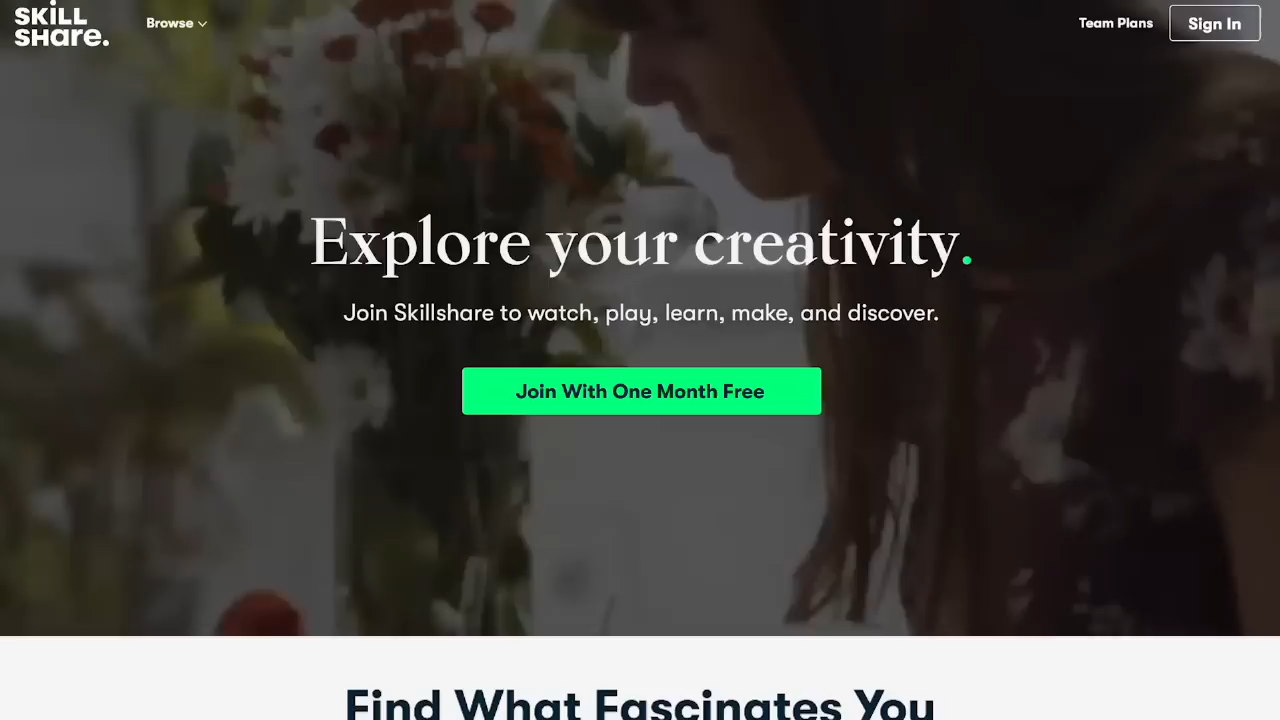 SKiLL
SHare.
Browse
Team Plans
Sign In
Explore your creativity.
Join Skillshare to watch, play, learn, make, and discover.
Join With One Month Free
Find What Fascinates You